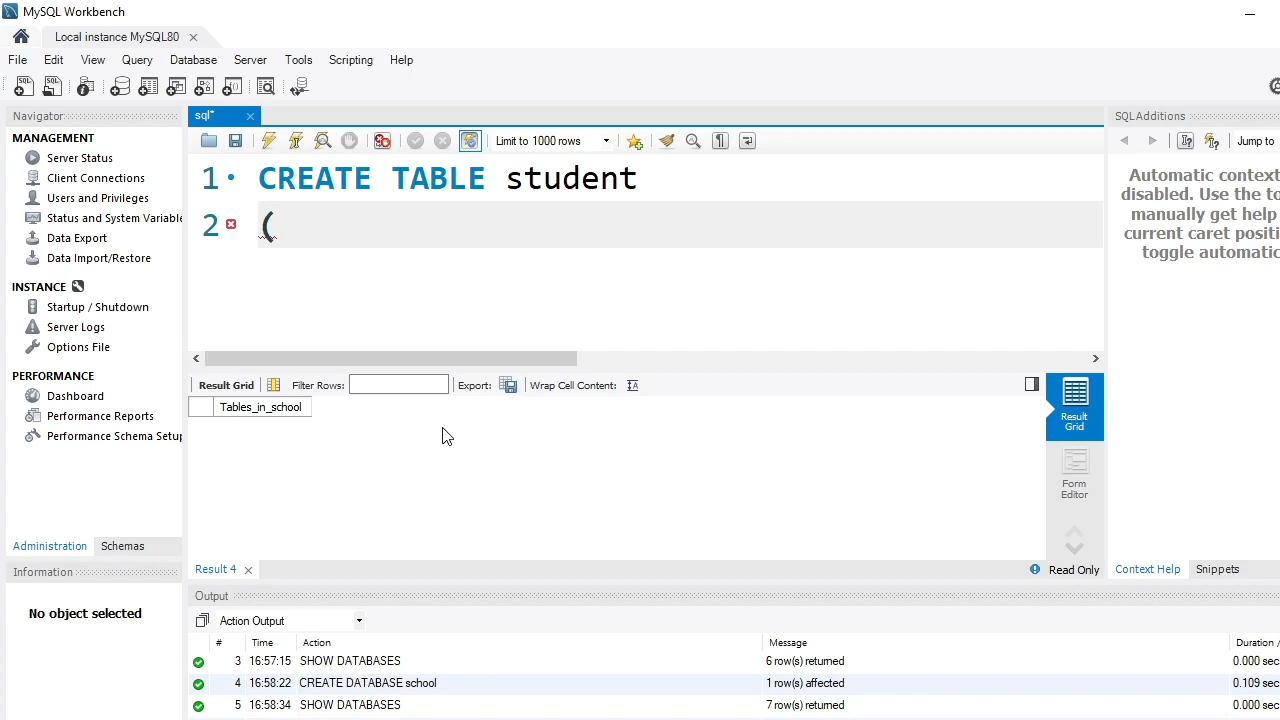 MySQL Workbench
Local instance MySQL80
File Edit View Query Database Server Tools Scripting Help
Navigator
MANAGEMENT
Server Status
Client Connections
Users and Privileges
Status and System Variable
Data Export
Data Import/Restore
INSTANCE
Startup / Shutdown
Server Logs
Options File
PERFORMANCE
Dashboard
Performance Reports
Performance Schema Setup
Administration Schemas
Information
No object selected
sql*
Limit to 1000 rows
1 CREATE TABLE student
2 (
Result Grid Filter Rows: Export: Wrap Cell Content:
Tables_in_school
Result Grid
Form Editor
Result 4
Read Only
Output
Action Output
# Time Action Message Duration /
3 16:57:15 SHOW DATABASES 6 row(s) returned 0.000 sec
4 16:58:22 CREATE DATABASE school 1 row(s) affected 0.109 sec
5 16:58:34 SHOW DATABASES 7 row(s) returned 0.000 sec
SQLAdditions
Jump to
Automatic context
disabled. Use the to
manually get help
current caret positi
toggle automatic
Context Help Snippets